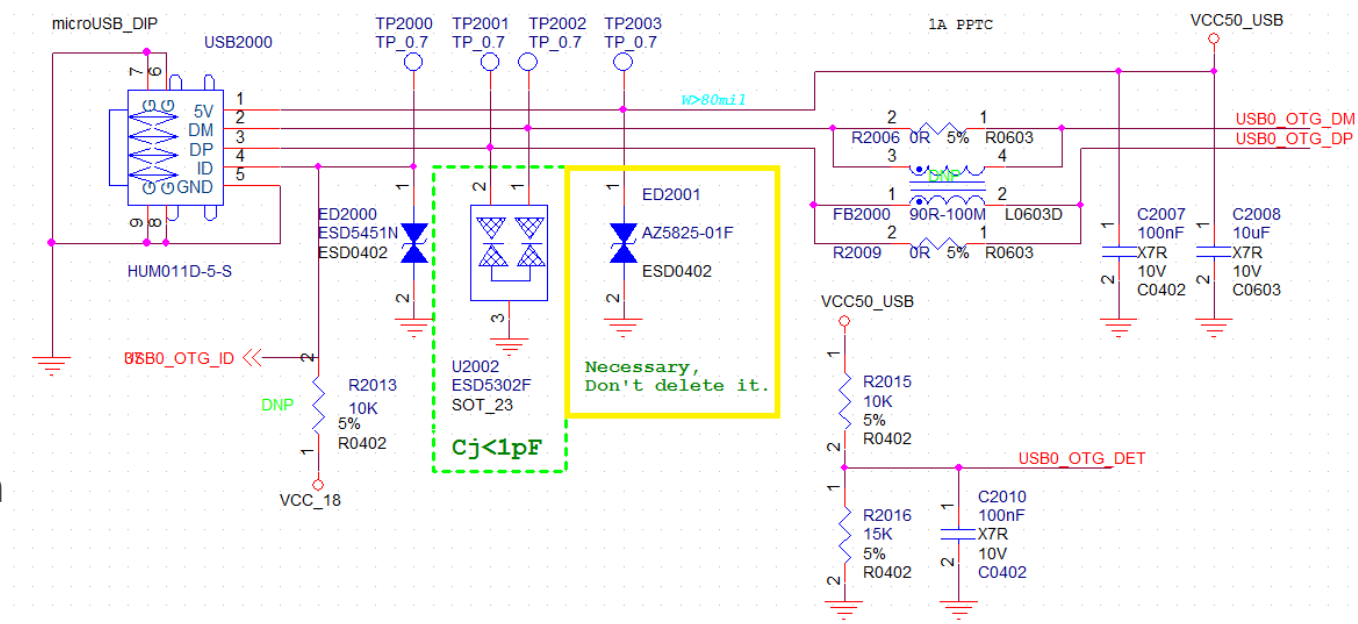 microUSB_DIP
USB2000
TP2000 TP2001 TP2002 TP2003
TP_0.7 TP_0.7 TP_0.7 TP_0.7
1A PPTC
VCC50_USB
7 6
G G
5V 1
DM 2
DP 3
ID 4
GND 5
G G
9 8
HUM011D-5-S
W>80mil
2 1
R2006 0R 5% R0603
3 4
DNP
1 2
FB2000 90R-100M L0603D
2 1
R2009 0R 5% R0603
USB0_OTG_DM
USB0_OTG_DP
1
ED2000
ESD5451N
ESD0402
2
2 1
3
U2002
ESD5302F
SOT_23
Cj<1pF
1
ED2001
AZ5825-01F
ESD0402
2
Necessary,
Don't delete it.
1
C2007
100nF
X7R
10V
2
C0402
1
C2008
10uF
X7R
10V
2
C0603
USB0_OTG_ID
2
R2013
10K
5%
R0402
DNP
1
VCC_18
VCC50_USB
1
R2015
10K
5%
R0402
2
USB0_OTG_DET
1
R2016
15K
5%
R0402
2
1
C2010
100nF
X7R
10V
C0402
2